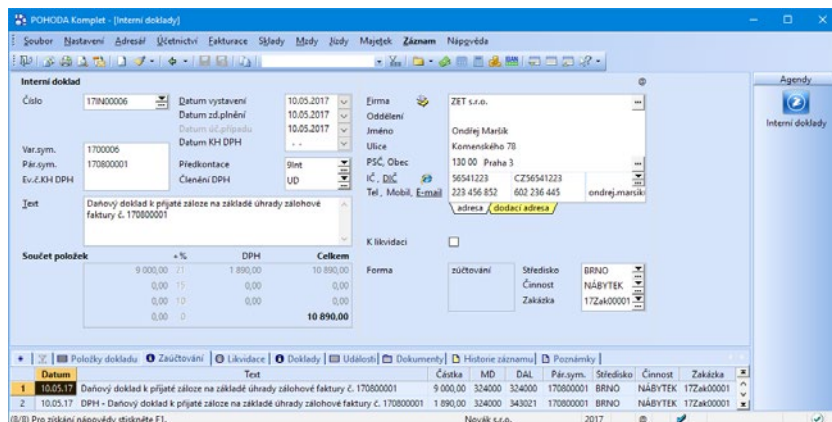 POHODA Komplet - [Interní doklady]
Soubor Nastavení Adresář Účetnictví Fakturace Sklady Mzdy Jízdy Majetek Záznam Nápověda
Interní doklad @ Agendy
Číslo 17IN00006 Datum vystavení 10.05.2017 Firma ZET s.r.o.
Datum zd.plnění 10.05.2017 Oddělení
Datum úč.případu 10.05.2017 Jméno Ondřej Maršík Interní doklady
Var.sym. 1700006 Datum KH DPH . . Ulice Komenského 78
Pár.sym. 170800001 Předkontace 9Int PSČ, Obec 130 00 Praha 3
Ev.č.KH DPH Členění DPH UD IČ, DIČ 56541223 CZ56541223
Tel, Mobil, E-mail 223 456 852 602 236 445 ondrej.marsik
Text Daňový doklad k přijaté záloze na základě úhrady zálohové
faktury č. 170800001
adresa dodací adresa
K likvidaci
Součet položek +% DPH Celkem
9 000,00 21 1 890,00 10 890,00 Forma zúčtování Středisko BRNO
0,00 15 0,00 0,00 Činnost NÁBYTEK
0,00 10 0,00 0,00 Zakázka 17Zak00001
0,00 0 10 890,00
Položky dokladu Zaúčtování Likvidace Doklady Události Dokumenty Historie záznamu Poznámky
Datum Text Částka MD DAL Pár.sym. Středisko Činnost Zakázka
1 10.05.17 Daňový doklad k přijaté záloze na základě úhrady zálohové faktury č. 170800001 9 000,00 324000 324000 170800001 BRNO NÁBYTEK 17Zak00001
2 10.05.17 DPH - Daňový doklad k přijaté záloze na základě úhrady zálohové faktury č. 170800001 1 890,00 324000 343021 170800001 BRNO NÁBYTEK 17Zak00001
(8/8) Pro získání nápovědy stiskněte F1. Novák s.r.o. 2017 @